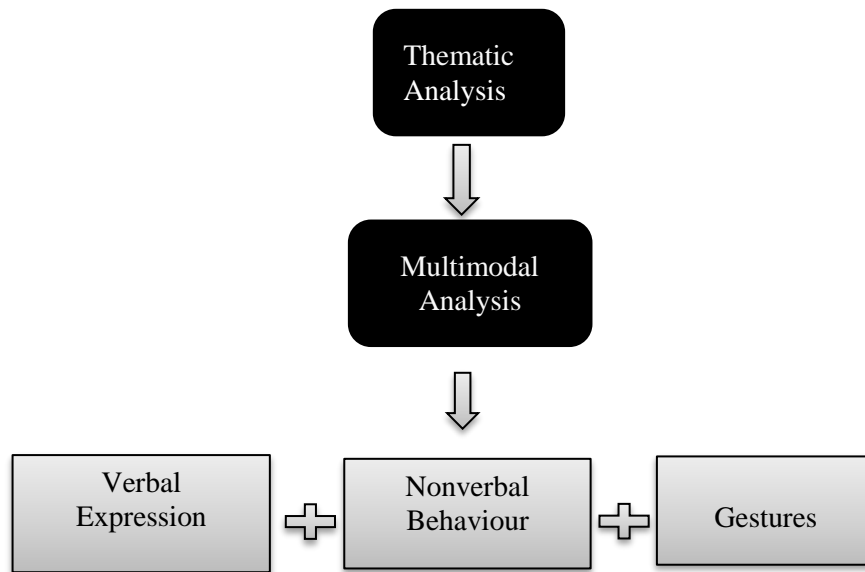 Thematic
Analysis
Multimodal
Analysis
Verbal
Expression
Nonverbal
Behaviour
Gestures